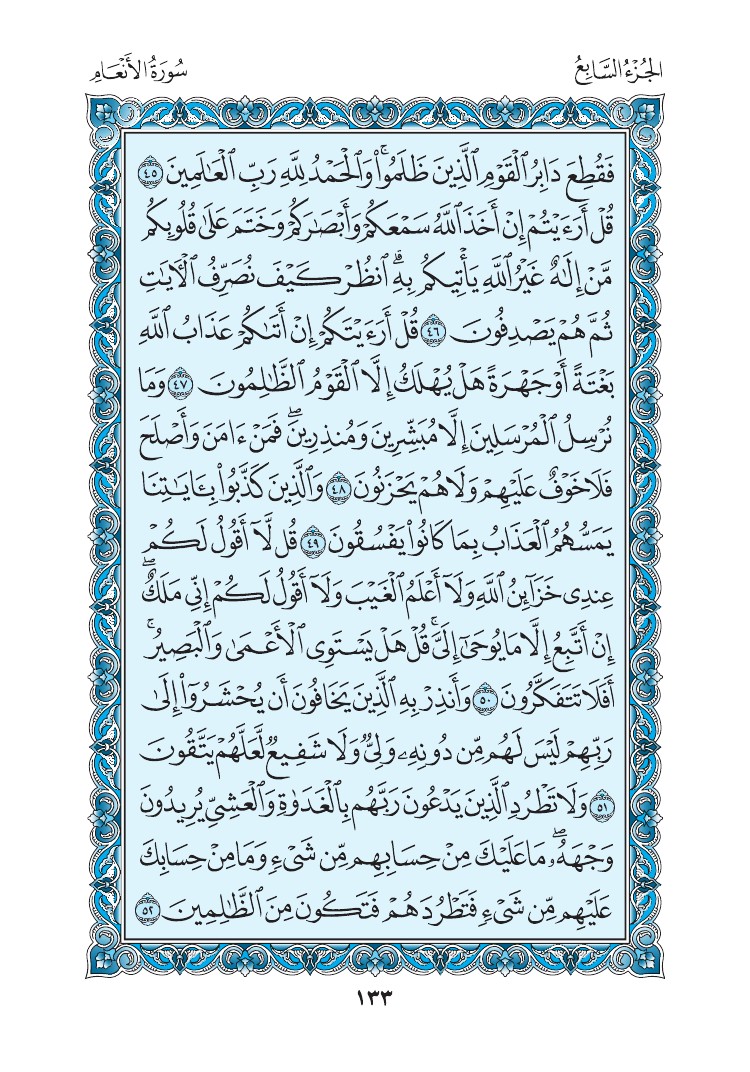 الجُزْءُ السَّابِعُ
سُورَةُ الأَنْعَامِ
فَقُطِعَ دَابِرُ ٱلْقَوْمِ ٱلَّذِينَ ظَلَمُوا۟ۚ وَٱلْحَمْدُ لِلَّهِ رَبِّ ٱلْعَٰلَمِينَ ٤٥
قُلْ أَرَءَيْتُمْ إِنْ أَخَذَ ٱللَّهُ سَمْعَكُمْ وَأَبْصَٰرَكُمْ وَخَتَمَ عَلَىٰ قُلُوبِكُم
مَّنْ إِلَٰهٌ غَيْرُ ٱللَّهِ يَأْتِيكُم بِهِۗ ٱنظُرْ كَيْفَ نُصَرِّفُ ٱلْءَايَٰتِ
ثُمَّ هُمْ يَصْدِفُونَ ٤٦ قُلْ أَرَءَيْتَكُمْ إِنْ أَتَىٰكُمْ عَذَابُ ٱللَّهِ
بَغْتَةً أَوْ جَهْرَةً هَلْ يُهْلَكُ إِلَّا ٱلْقَوْمُ ٱلظَّٰلِمُونَ ٤٧ وَمَا
نُرْسِلُ ٱلْمُرْسَلِينَ إِلَّا مُبَشِّرِينَ وَمُنذِرِينَۖ فَمَنْ ءَامَنَ وَأَصْلَحَ
فَلَا خَوْفٌ عَلَيْهِمْ وَلَا هُمْ يَحْزَنُونَ ٤٨ وَٱلَّذِينَ كَذَّبُوا۟ بِـَٔايَٰتِنَا
يَمَسُّهُمُ ٱلْعَذَابُ بِمَا كَانُوا۟ يَفْسُقُونَ ٤٩ قُل لَّآ أَقُولُ لَكُمْ
عِندِى خَزَآئِنُ ٱللَّهِ وَلَآ أَعْلَمُ ٱلْغَيْبَ وَلَآ أَقُولُ لَكُمْ إِنِّى مَلَكٌۖ
إِنْ أَتَّبِعُ إِلَّا مَا يُوحَىٰٓ إِلَىَّۚ قُلْ هَلْ يَسْتَوِى ٱلْأَعْمَىٰ وَٱلْبَصِيرُۚ
أَفَلَا تَتَفَكَّرُونَ ٥٠ وَأَنذِرْ بِهِ ٱلَّذِينَ يَخَافُونَ أَن يُحْشَرُوٓا۟ إِلَىٰ
رَبِّهِمْ لَيْسَ لَهُم مِّن دُونِهِۦ وَلِىٌّ وَلَا شَفِيعٌ لَّعَلَّهُمْ يَتَّقُونَ
٥١ وَلَا تَطْرُدِ ٱلَّذِينَ يَدْعُونَ رَبَّهُم بِٱلْغَدَوٰةِ وَٱلْعَشِىِّ يُرِيدُونَ
وَجْهَهُۥۖ مَا عَلَيْكَ مِنْ حِسَابِهِم مِّن شَىْءٍ وَمَا مِنْ حِسَابِكَ
عَلَيْهِم مِّن شَىْءٍ فَتَطْرُدَهُمْ فَتَكُونَ مِنَ ٱلظَّٰلِمِينَ ٥٢
١٣٣